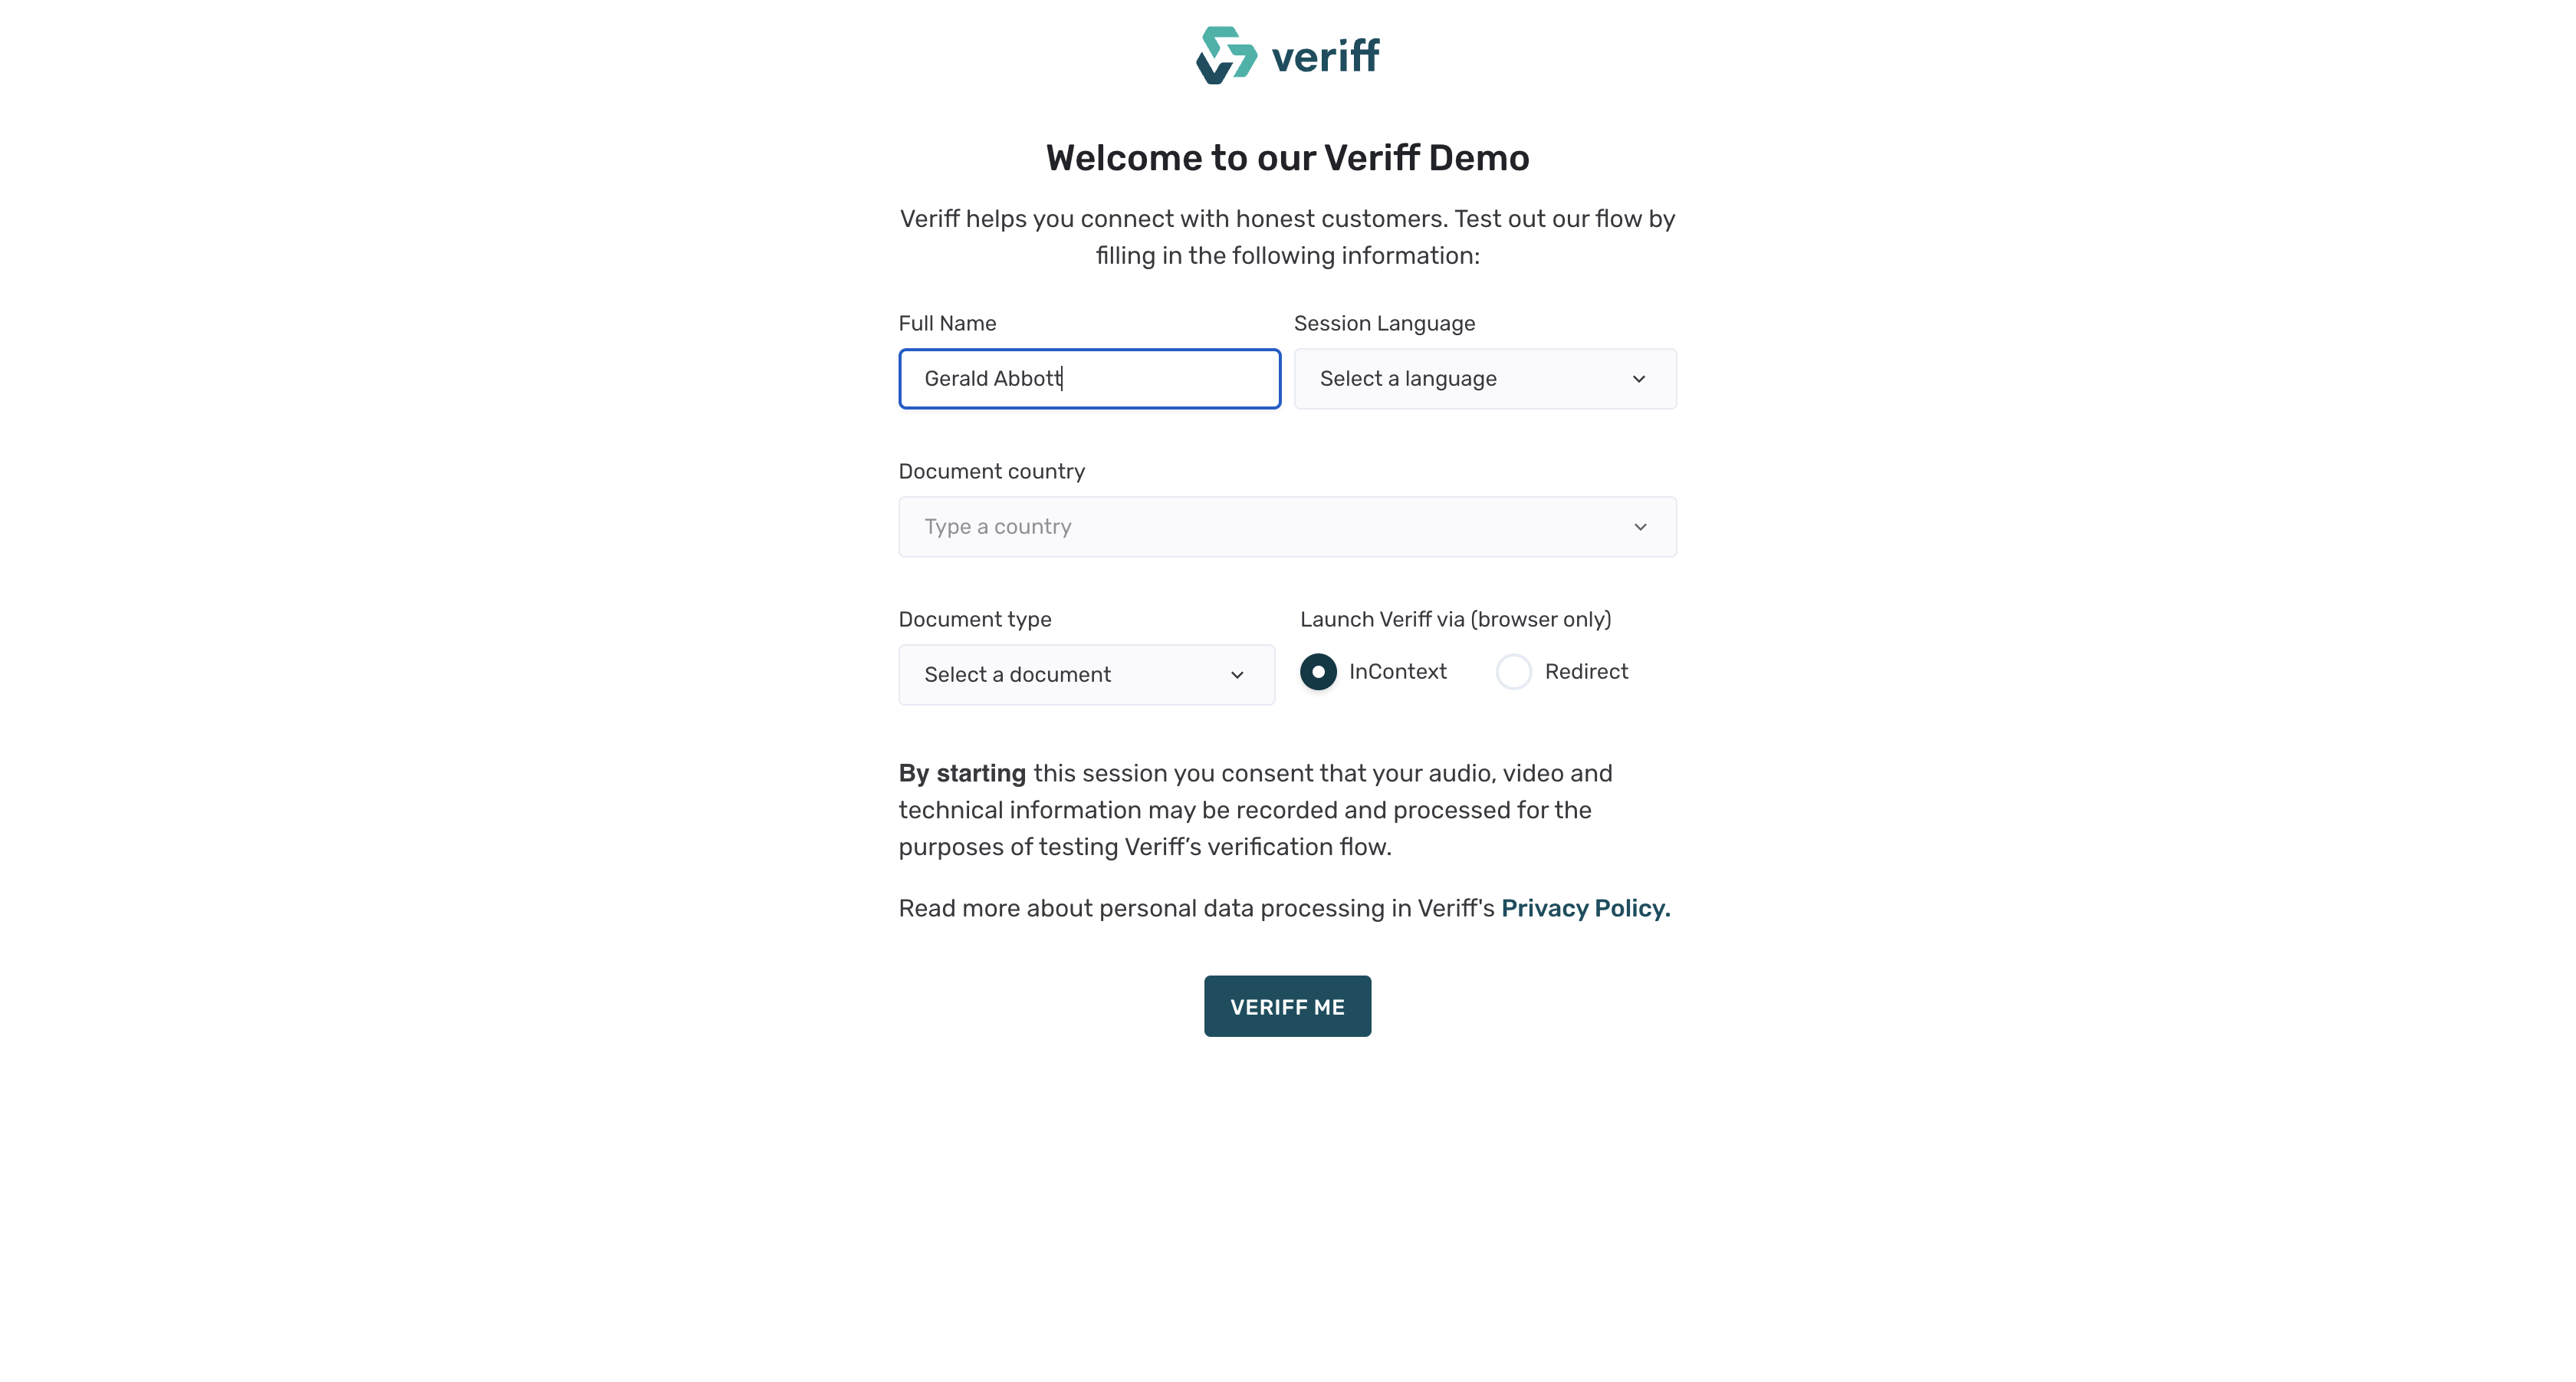 veriff
Welcome to our Veriff Demo
Veriff helps you connect with honest customers. Test out our flow by
filling in the following information:
Full Name
Session Language
Gerald Abbott
Select a language
Document country
Type a country
Document type
Launch Veriff via (browser only)
Select a document
InContext
Redirect
By starting this session you consent that your audio, video and
technical information may be recorded and processed for the
purposes of testing Veriff’s verification flow.
Read more about personal data processing in Veriff's Privacy Policy.
VERIFF ME